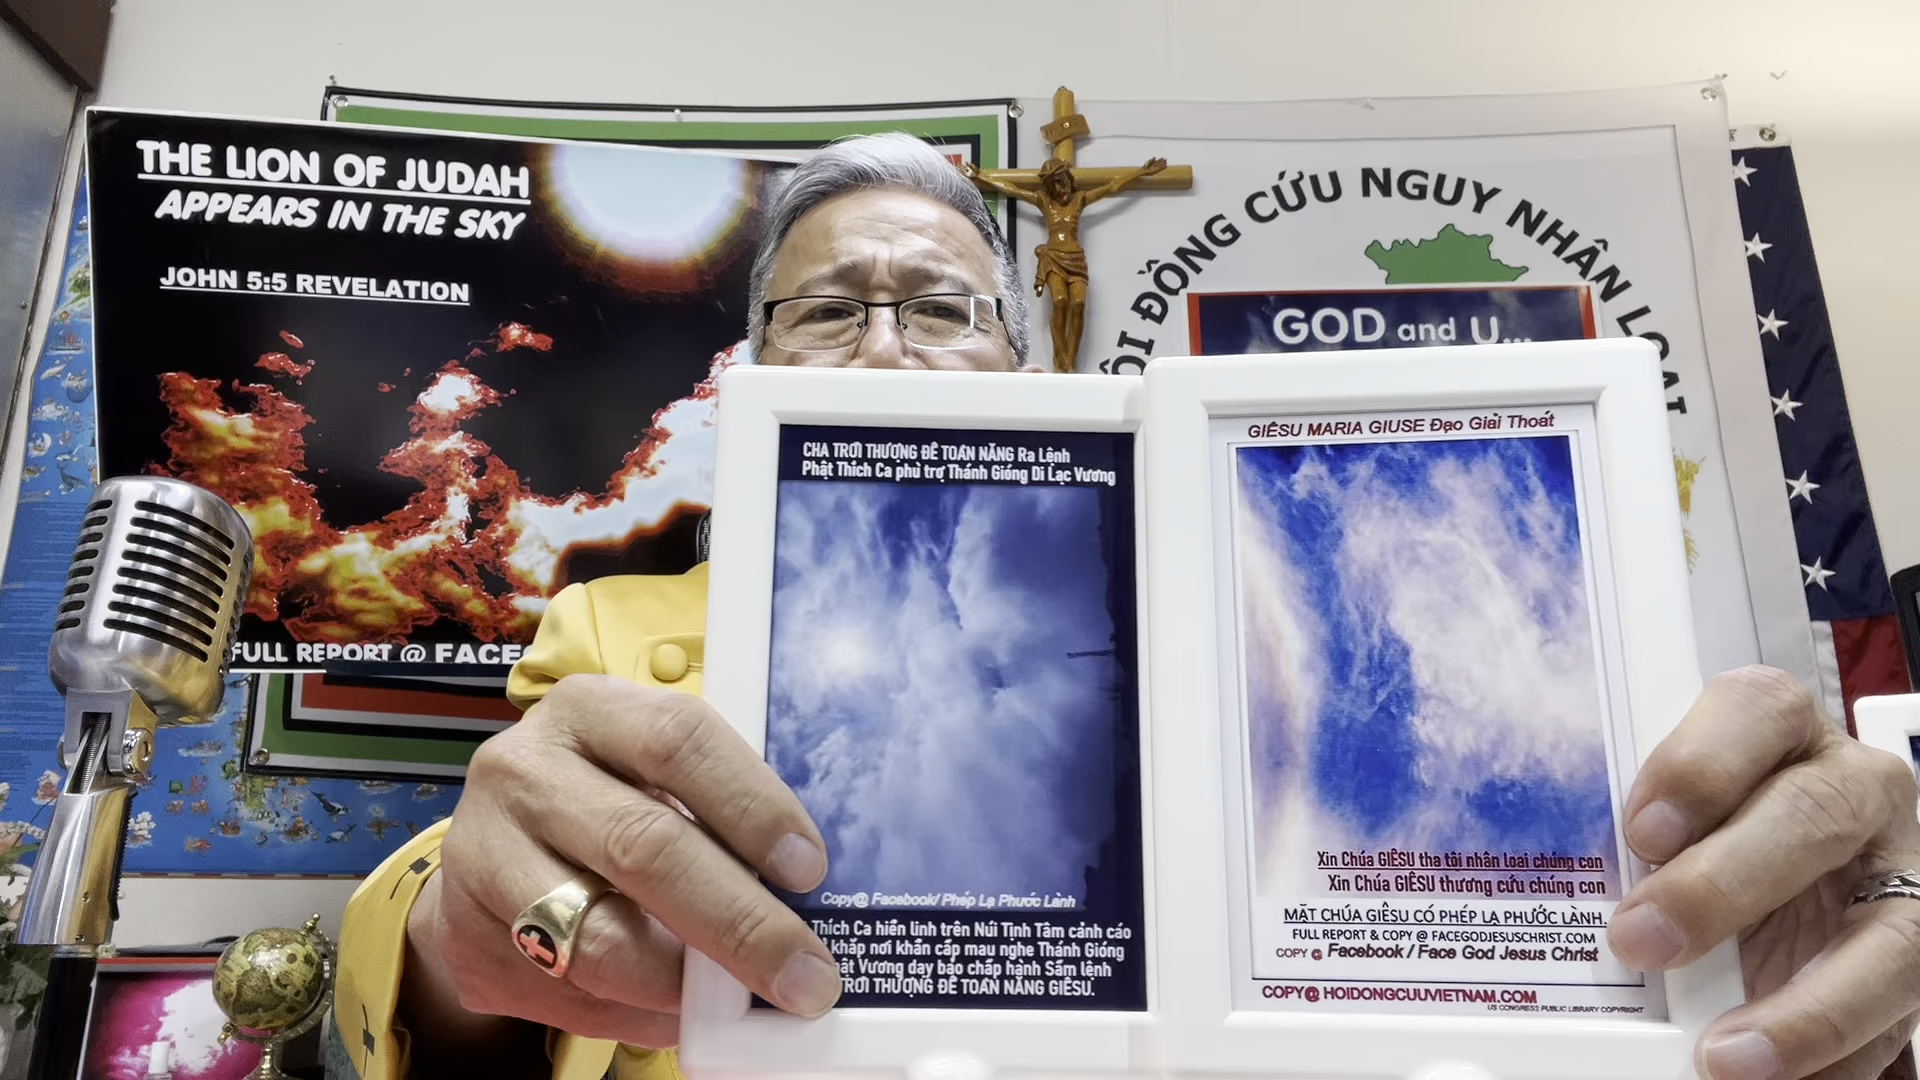 THE LION OF JUDAH
APPEARS IN THE SKY
JOHN 5:5 REVELATION
FULL REPORT @
ĐỒNG CỨU NGUY NHÂN
GOD and U...
CHA TRỜI THƯỢNG ĐẾ TOÀN NĂNG Ra Lệnh
Phật Thích Ca phù trợ Thánh Gióng Di Lạc Vương
Copy@ Facebook/ Phép Lạ Phước Lành
Thích Ca hiển linh trên Núi Tịnh Tâm cảnh cáo
khắp nơi khẩn cấp mau nghe Thánh Gióng
Vương dạy bảo chấp hành Sấm lệnh
TRỜI THƯỢNG ĐẾ TOÀN NĂNG GIÊSU.
GIÊSU MARIA GIUSE Đạo Giải Thoát
Xin Chúa GIÊSU tha tội nhân loại chúng con
Xin Chúa GIÊSU thương cứu chúng con
MẶT CHÚA GIÊSU CÓ PHÉP LẠ PHƯỚC LÀNH.
FULL REPORT & COPY @ FACEGODJESUSCHRIST.COM
COPY @ Facebook / Face God Jesus Christ
COPY@ HOIDONGCUUVIETNAM.COM
US CONGRESS PUBLIC LIBRARY COPYRIGHT